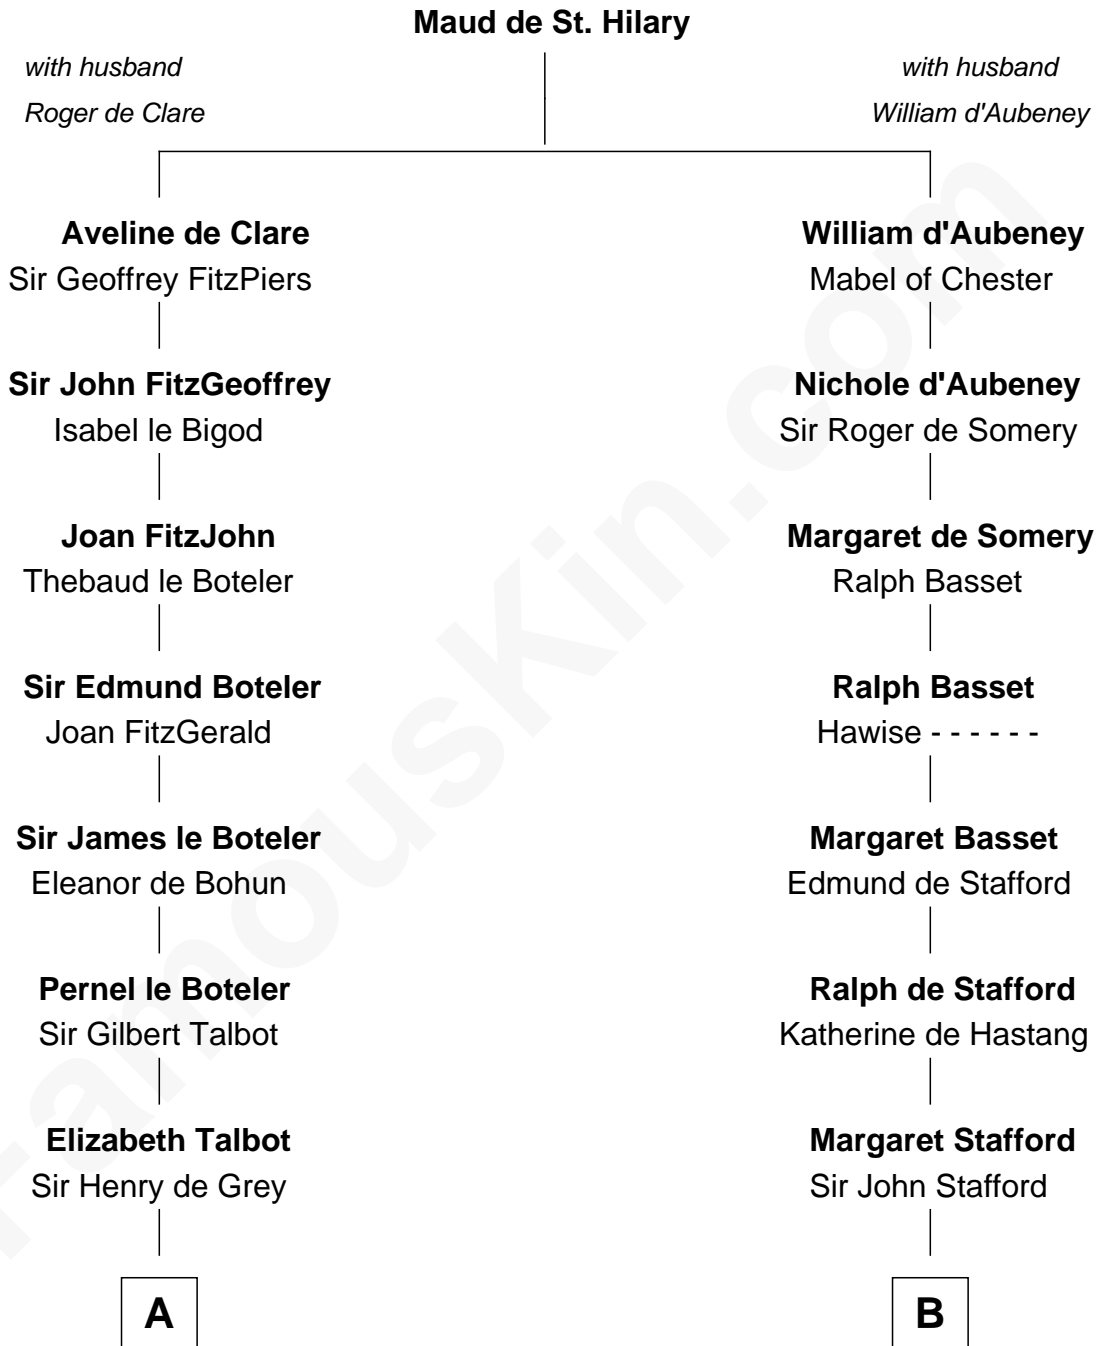 Maud de St. Hilary
with husband
Roger de Clare
with husband
William d'Aubeney
Aveline de Clare
Sir Geoffrey FitzPiers
William d'Aubeney
Mabel of Chester
Sir John FitzGeoffrey
Isabel le Bigod
Nichole d'Aubeney
Sir Roger de Somery
Joan FitzJohn
Thebaud le Boteler
Margaret de Somery
Ralph Basset
Sir Edmund Boteler
Joan FitzGerald
Ralph Basset
Hawise - - - - - -
Sir James le Boteler
Eleanor de Bohun
Margaret Basset
Edmund de Stafford
Pernel le Boteler
Sir Gilbert Talbot
Ralph de Stafford
Katherine de Hastang
Elizabeth Talbot
Sir Henry de Grey
Margaret Stafford
Sir John Stafford
A
B
FamousKin.com